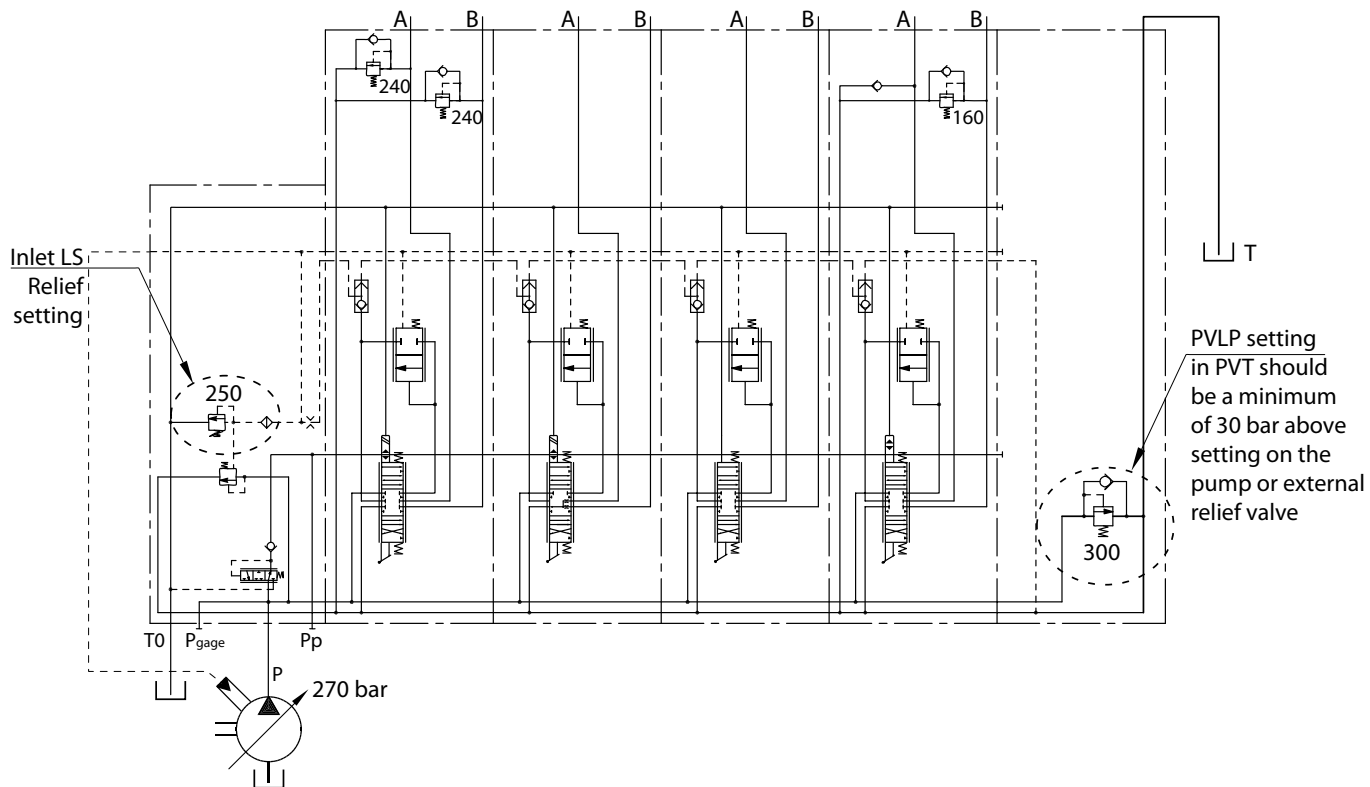 A B A B A B A B
240
240
160
Inlet LS
Relief
setting
250
T
PVLP setting
in PVT should
be a minimum
of 30 bar above
setting on the
pump or external
relief valve
300
T0 Pgage Pp
P
270 bar